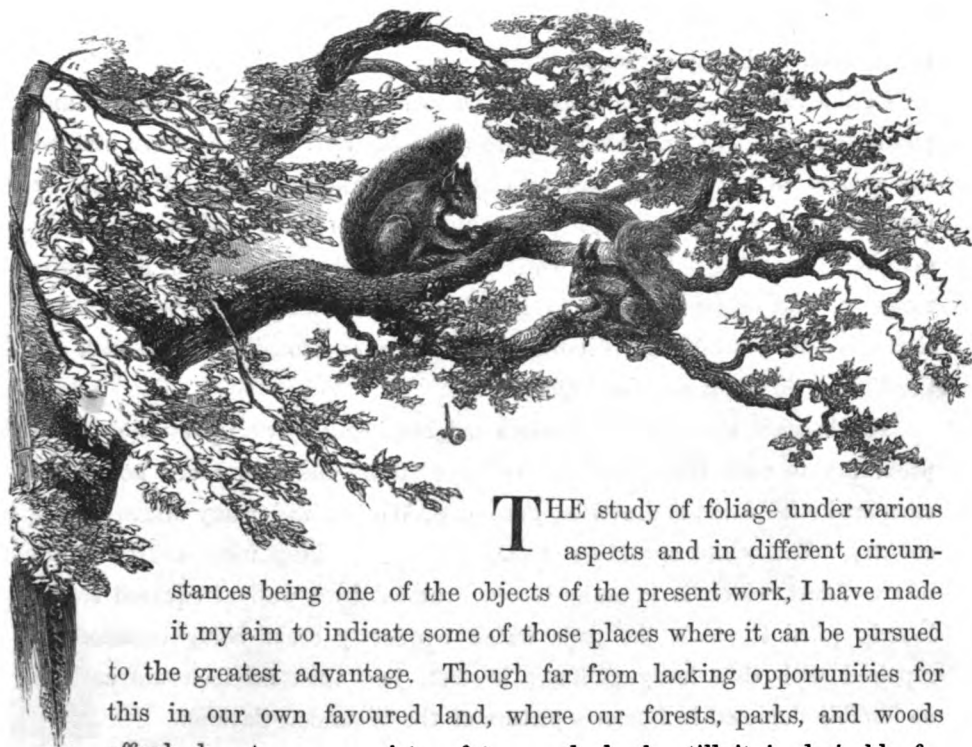 THE study of foliage under various
aspects and in different circum-
stances being one of the objects of the present work, I have made
it my aim to indicate some of those places where it can be pursued
to the greatest advantage. Though far from lacking opportunities for
this in our own favoured land, where our forests, parks, and woods